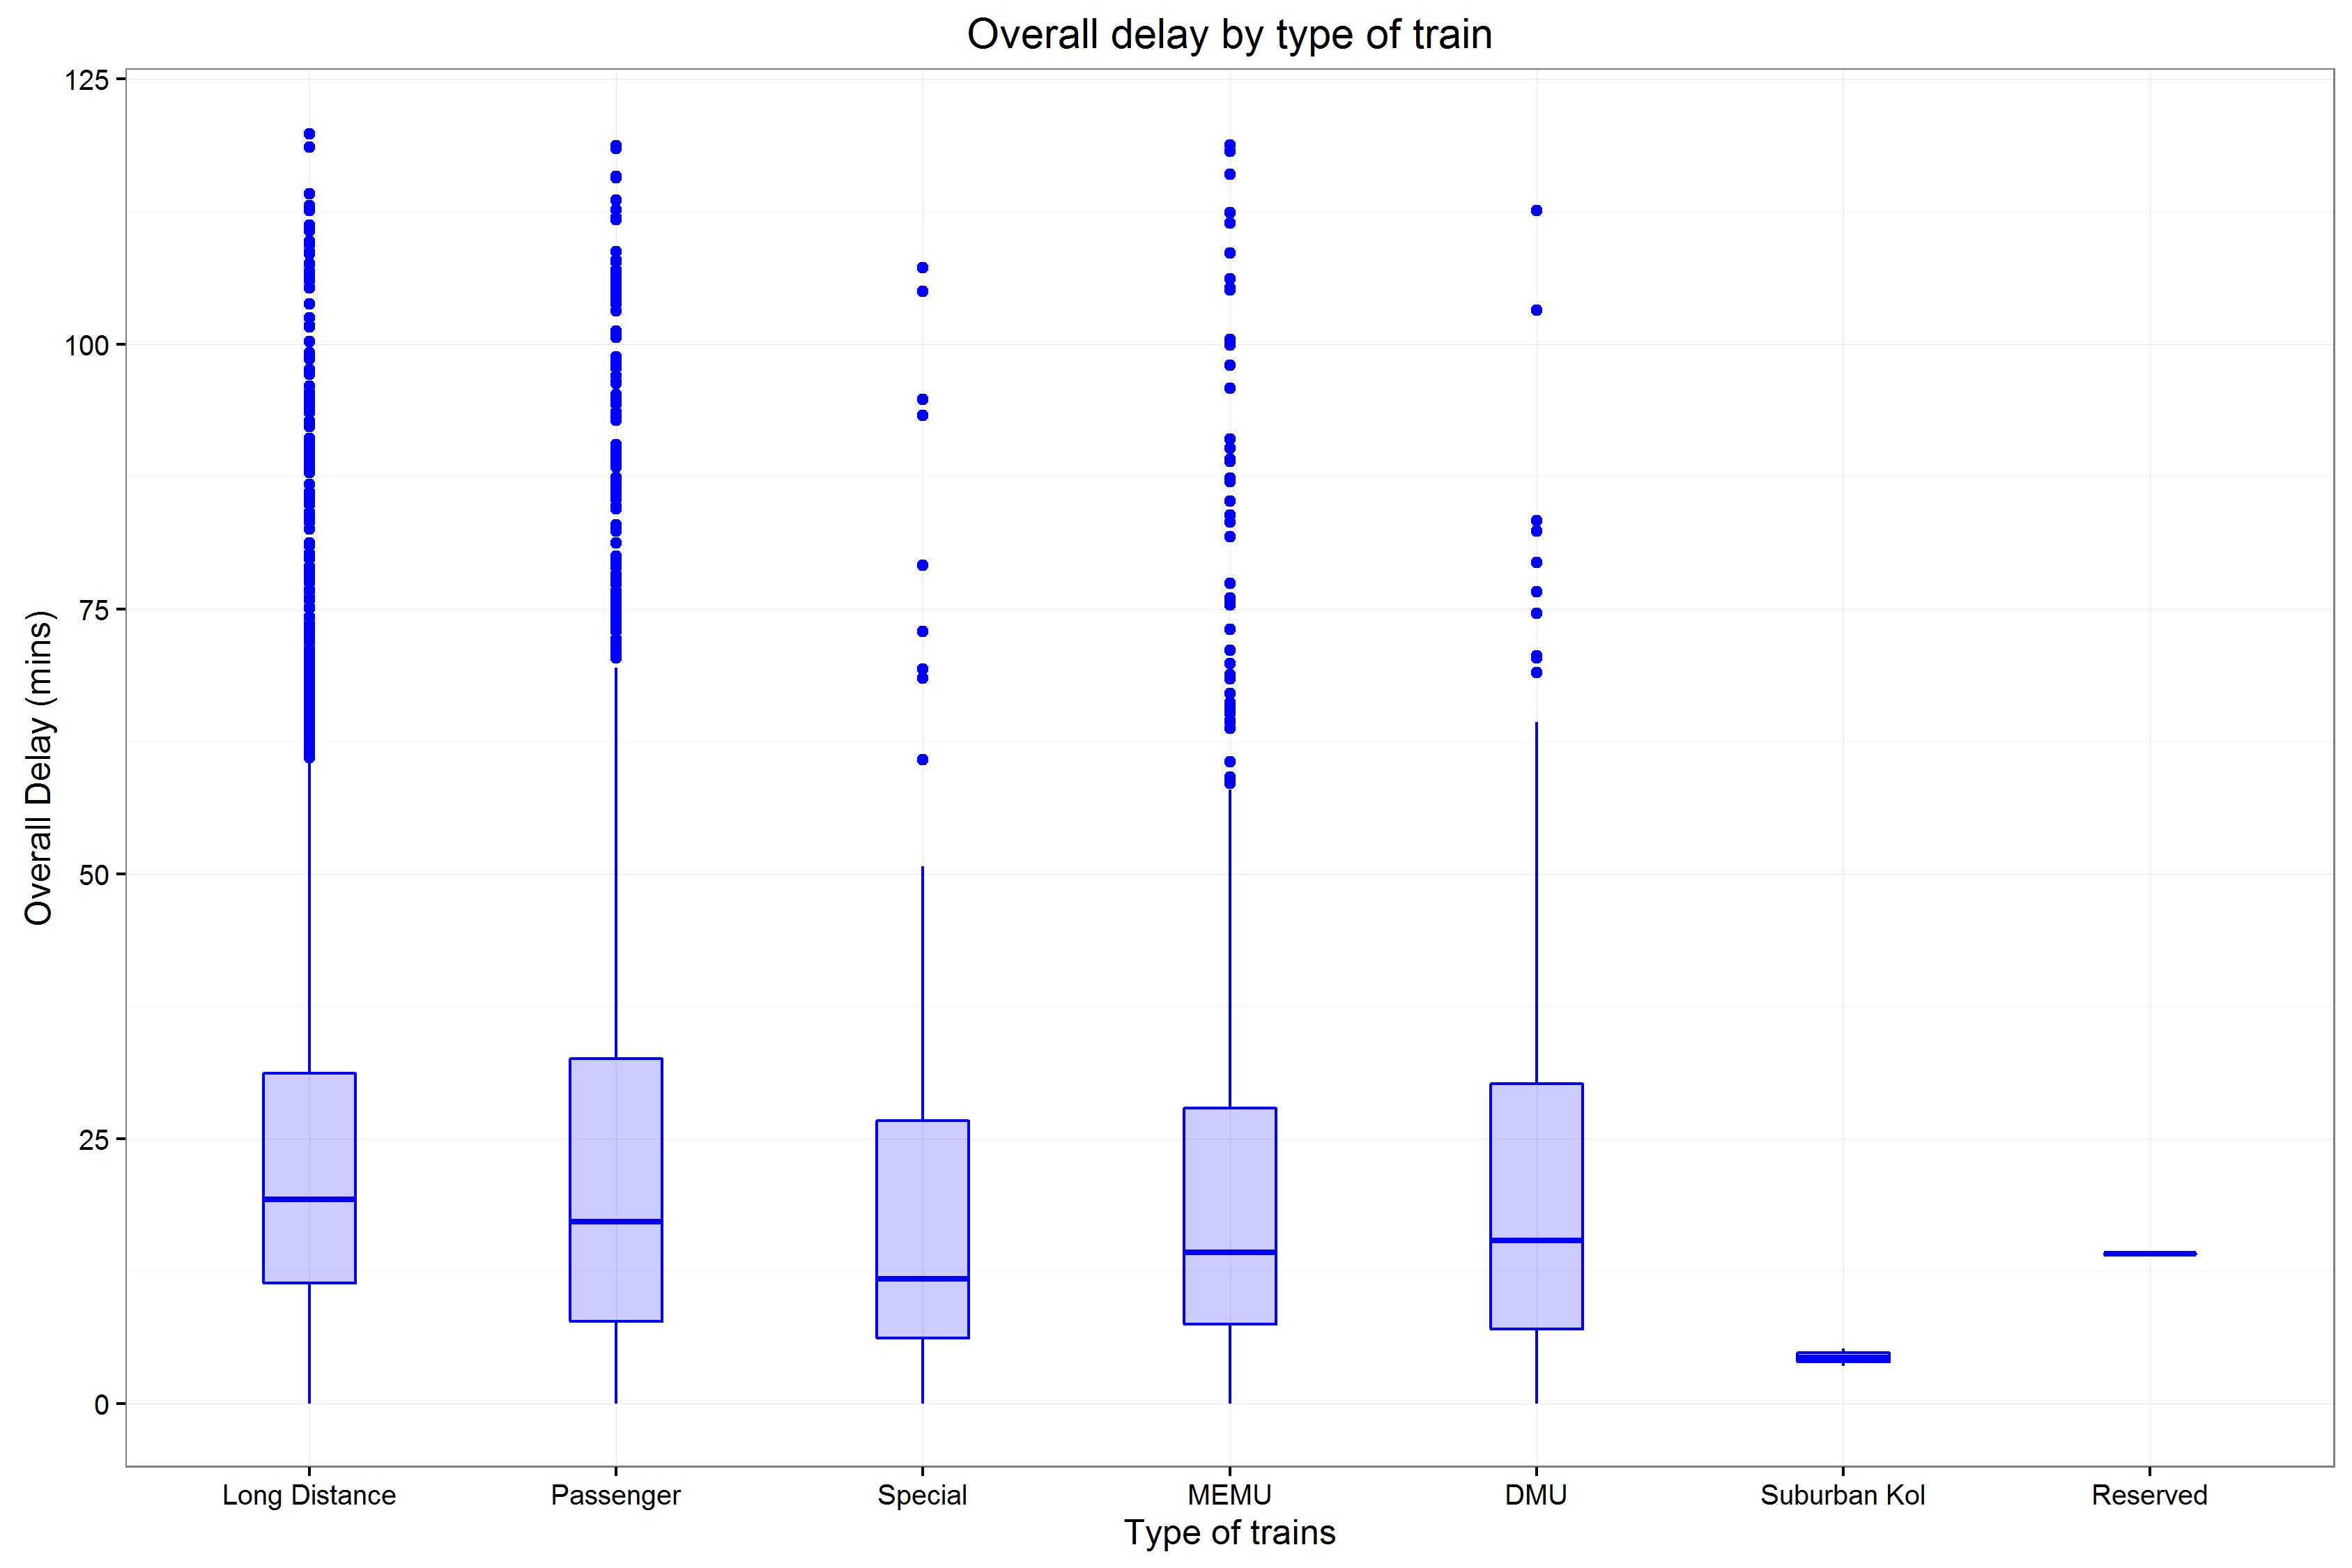 Overall delay by type of train
125
100
75
50
25
0
Overall Delay (mins)
Long Distance Passenger Special MEMU DMU Suburban Kol Reserved
Type of trains